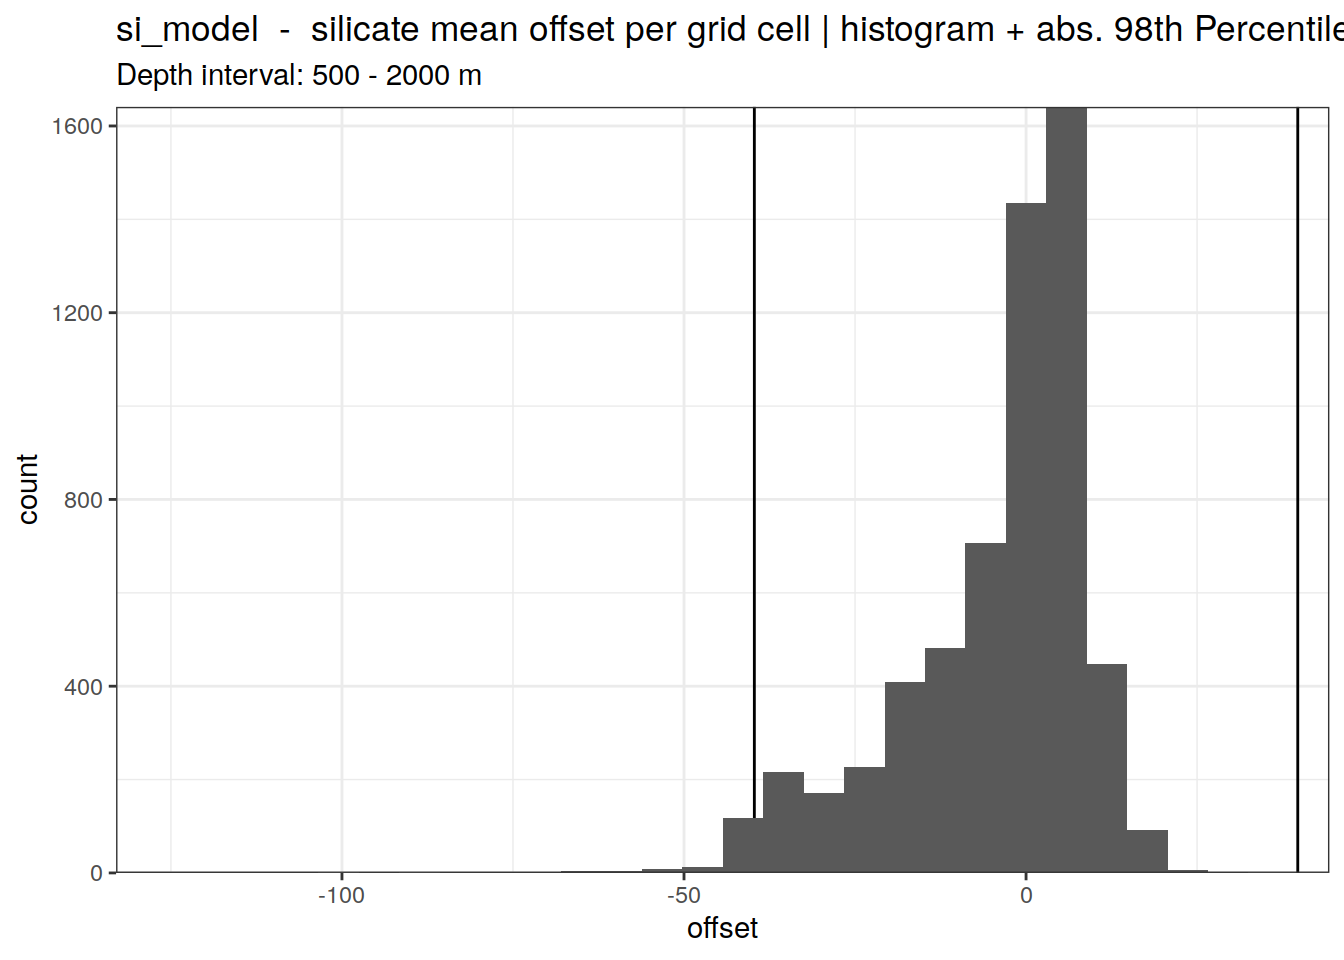 si_model - silicate mean offset per grid cell | histogram + abs. 98th Percentile
Depth interval: 500 - 2000 m
1600
1200
800
400
0
count
-100
-50
0
offset